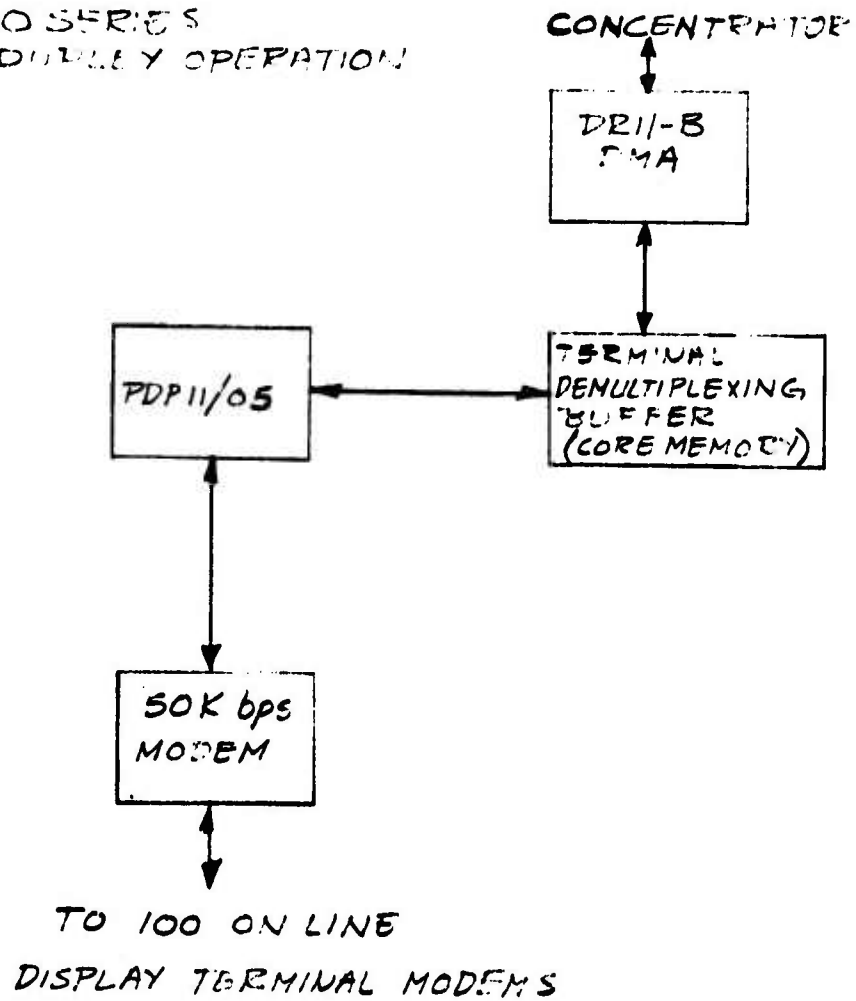 O SERIES
OPERATION
CONCENTRATOR
DR11-B
DMA
PDP11/05
TERMINAL
DEMULTIPLEXING
BUFFER
(CORE MEMORY)
50K bps
MODEM
TO 100 ON LINE
DISPLAY TERMINAL MODEMS